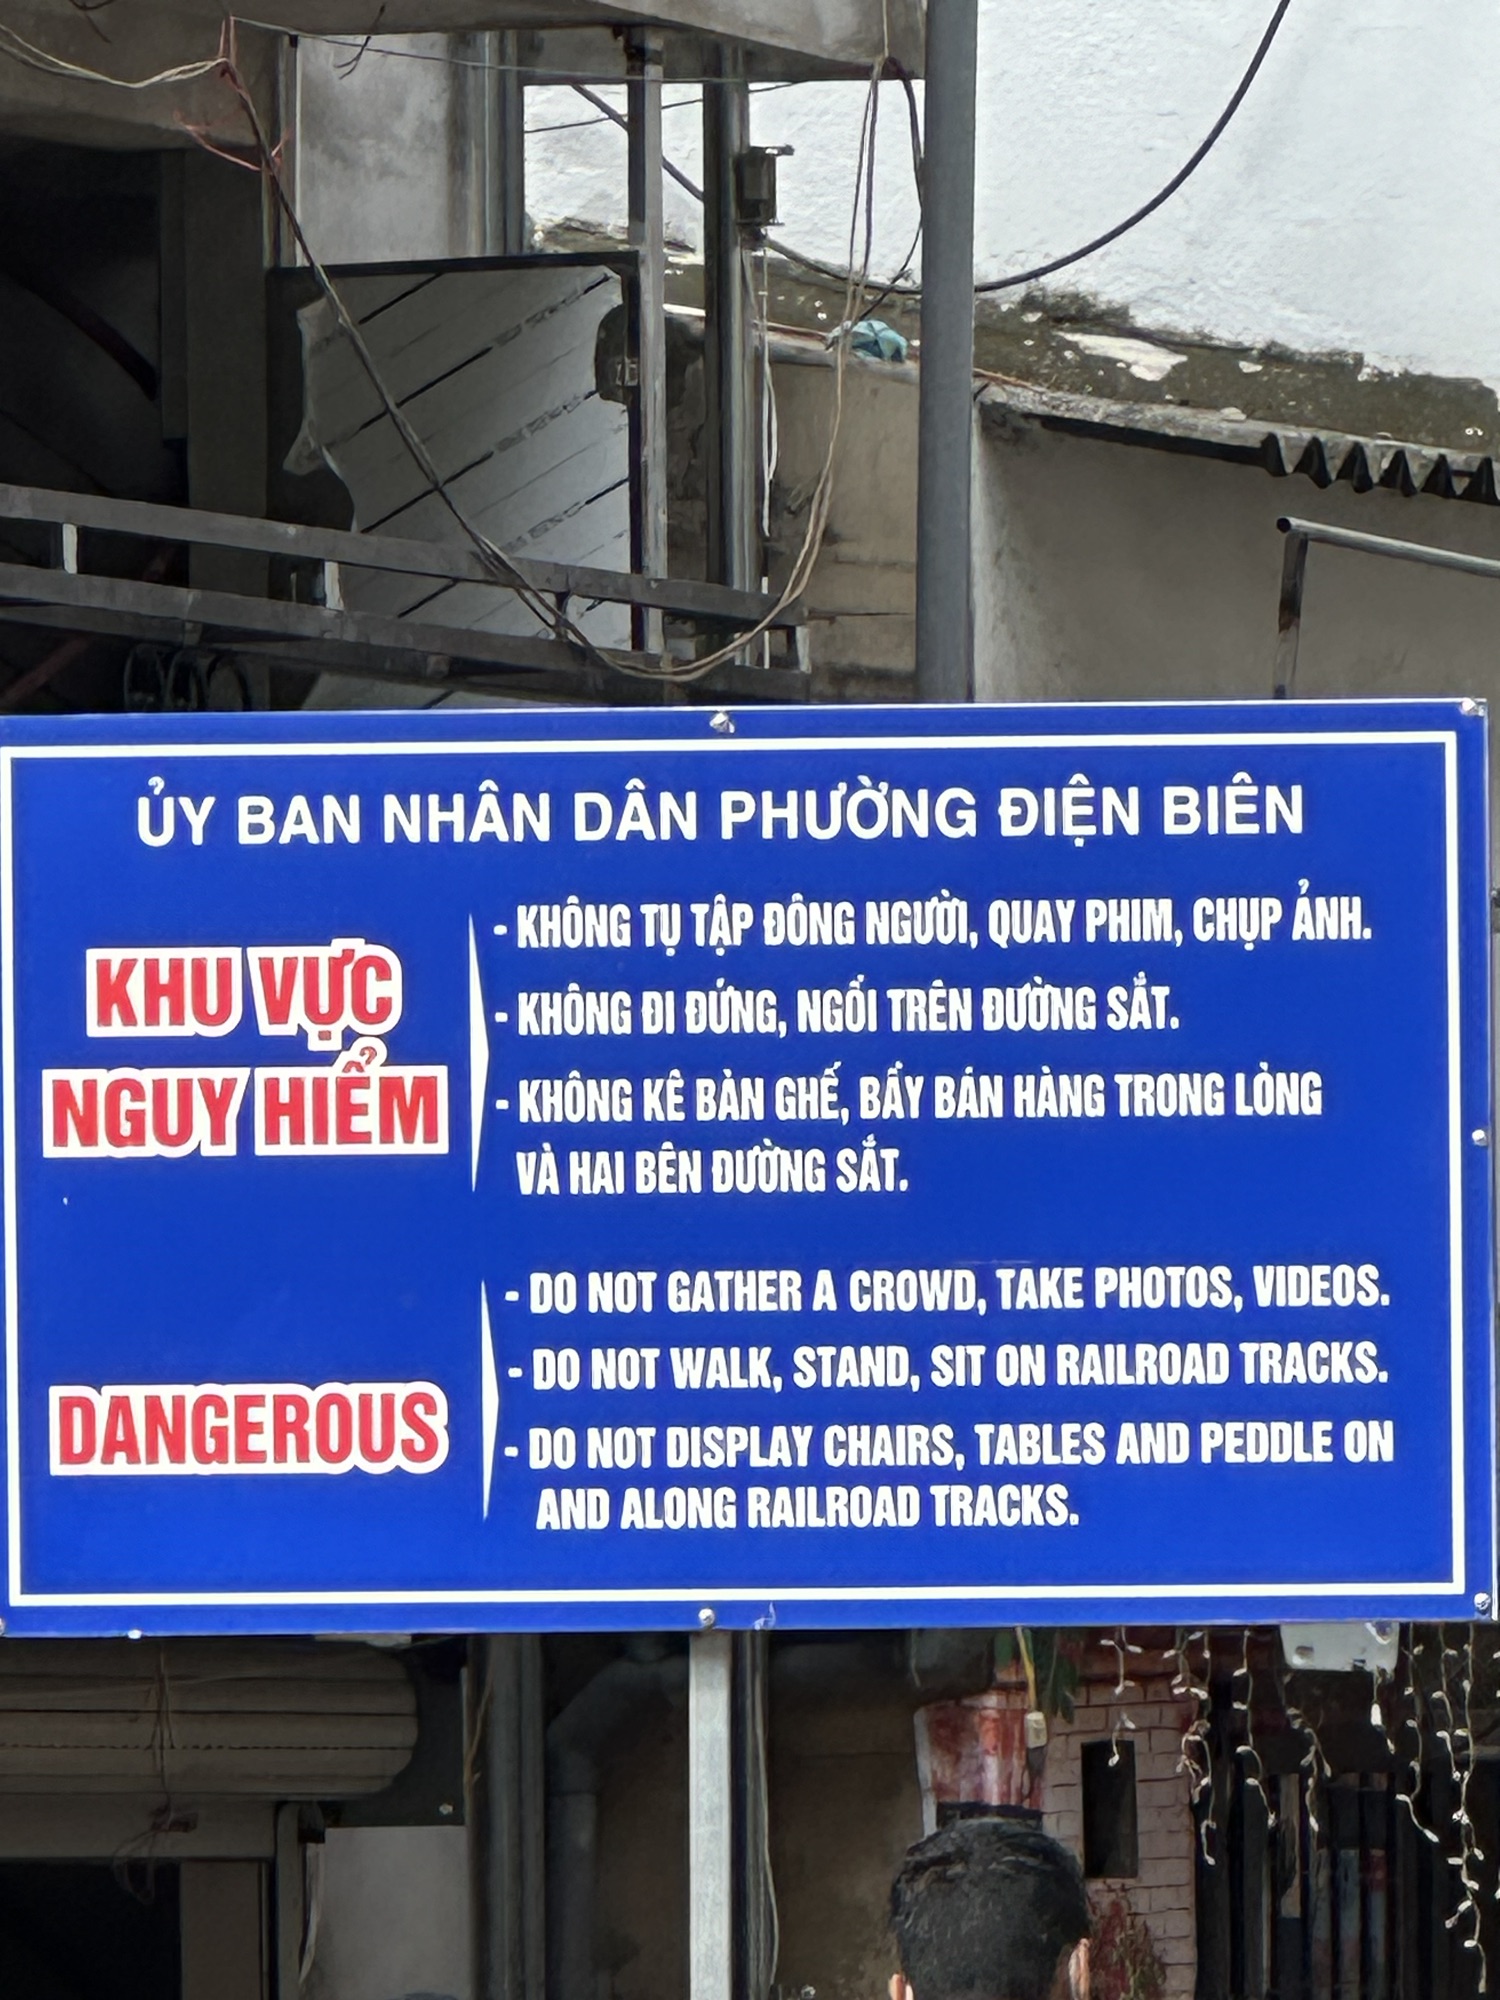 ỦY BAN NHÂN DÂN PHƯỜNG ĐIỆN BIÊN
KHU VỰC
NGUY HIỂM
- KHÔNG TỤ TẬP ĐÔNG NGƯỜI, QUAY PHIM, CHỤP ẢNH.
- KHÔNG ĐI ĐỨNG, NGỒI TRÊN ĐƯỜNG SẮT.
- KHÔNG KÊ BÀN GHẾ, BẦY BÁN HÀNG TRONG LÒNG
VÀ HAI BÊN ĐƯỜNG SẮT.
DANGEROUS
- DO NOT GATHER A CROWD, TAKE PHOTOS, VIDEOS.
- DO NOT WALK, STAND, SIT ON RAILROAD TRACKS.
- DO NOT DISPLAY CHAIRS, TABLES AND PEDDLE ON
AND ALONG RAILROAD TRACKS.